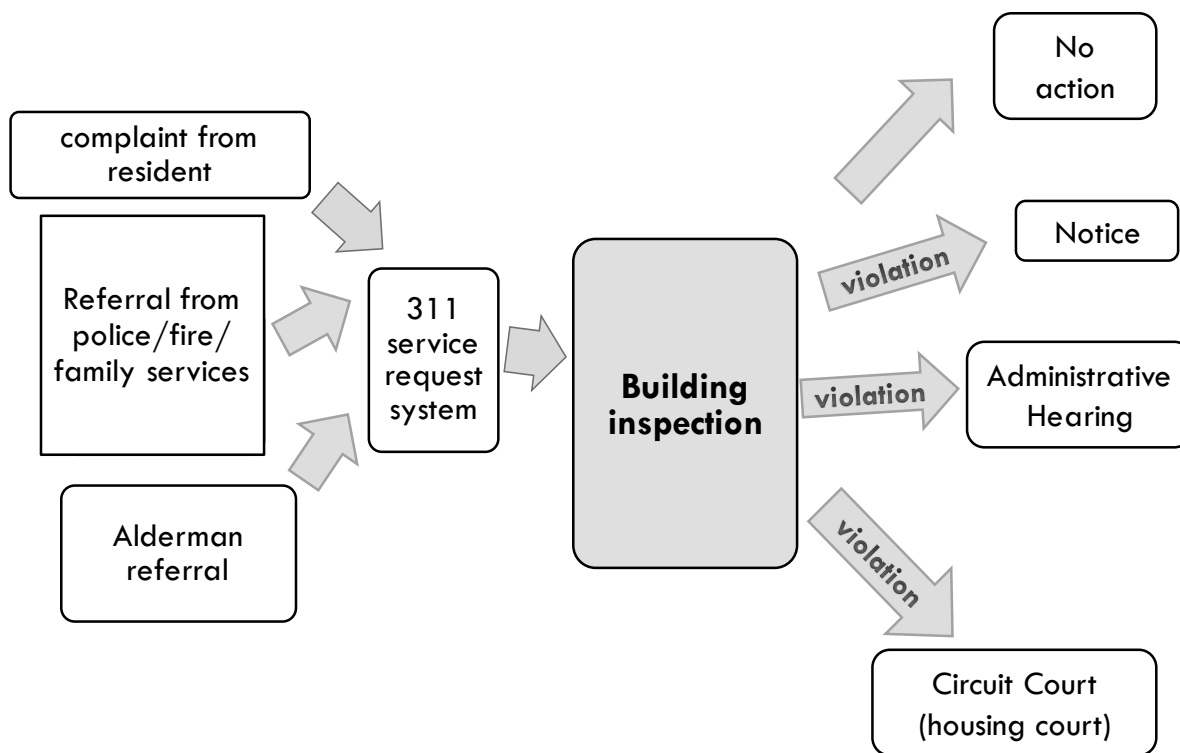 complaint from
resident
Referral from
police/fire/
family services
Alderman
referral
311
service
request
system
Building
inspection
violation
violation
violation
No
action
Notice
Administrative
Hearing
Circuit Court
(housing court)